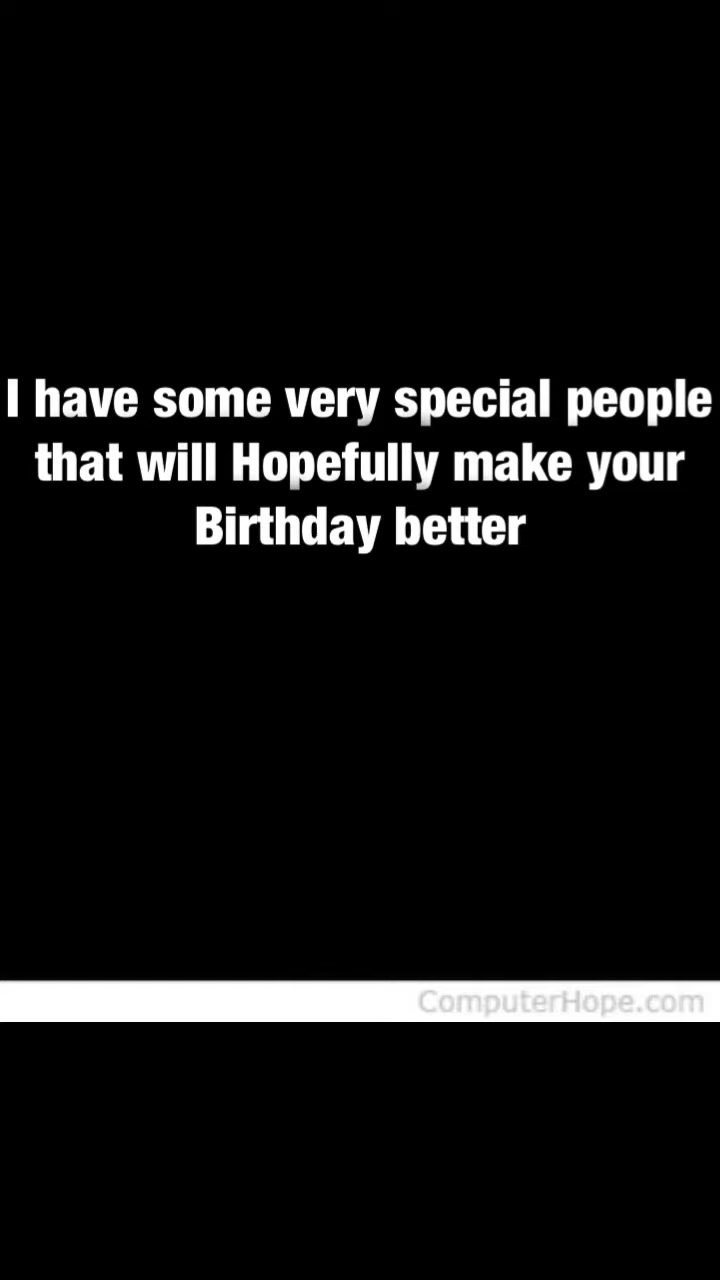 I have some very special people
that will Hopefully make your
Birthday better
ComputerHope.com